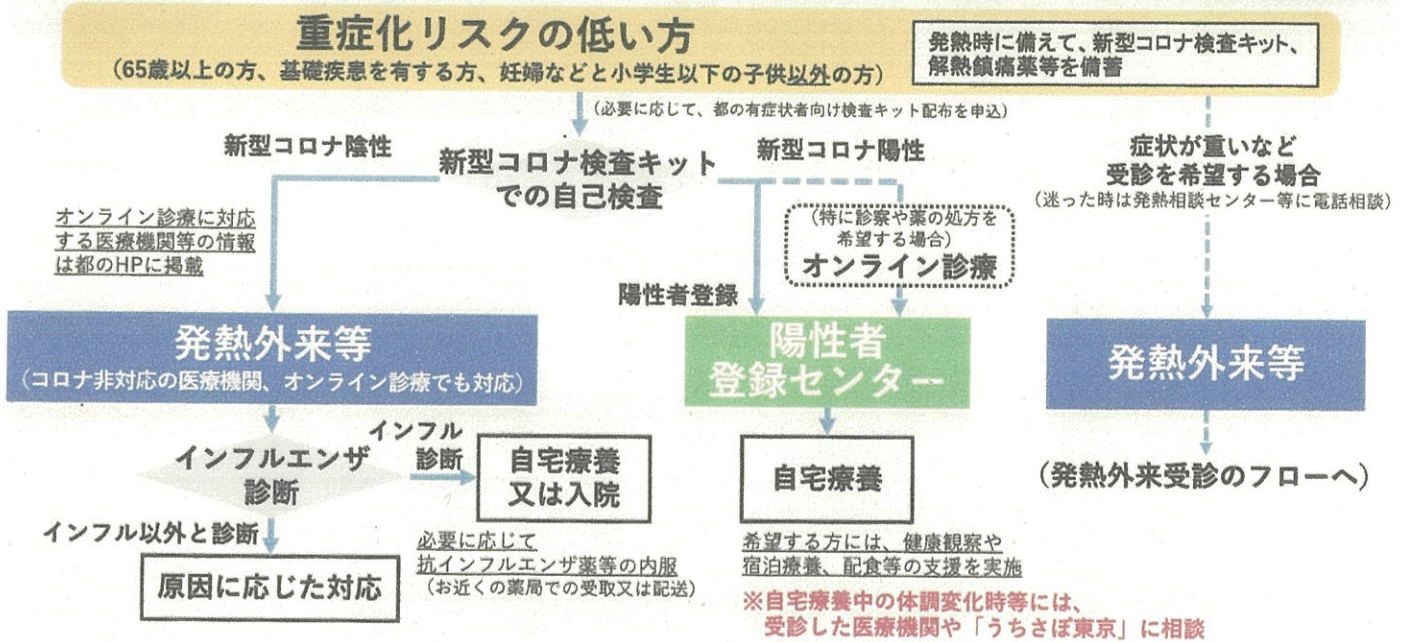 重症化リスクの低い方
(65歳以上の方、基礎疾患を有する方、妊婦などと小学生以下の子供以外の方)
発熱時に備えて、新型コロナ検査キット、
解熱鎮痛薬等を備蓄
(必要に応じて、都の有症状者向け検査キット配布を申込)
新型コロナ陰性
新型コロナ検査キット
での自己検査
新型コロナ陽性
症状が重いなど
受診を希望する場合
(迷った時は発熱相談センター等に電話相談)
オンライン診療に対応
する医療機関等の情報
は都のHPに掲載
(特に診察や薬の処方を
希望する場合)
オンライン診療
陽性者登録
発熱外来等
(コロナ非対応の医療機関、オンライン診療でも対応)
陽性者
登録センター
発熱外来等
インフルエンザ
診断
インフル
診断
自宅療養
又は入院
自宅療養
(発熱外来受診のフローへ)
インフル以外と診断
原因に応じた対応
必要に応じて
抗インフルエンザ薬等の内服
(お近くの薬局での受取又は配送)
希望する方には、健康観察や
宿泊療養、配食等の支援を実施
※自宅療養中の体調変化時等には、
受診した医療機関や「うちさぽ東京」に相談